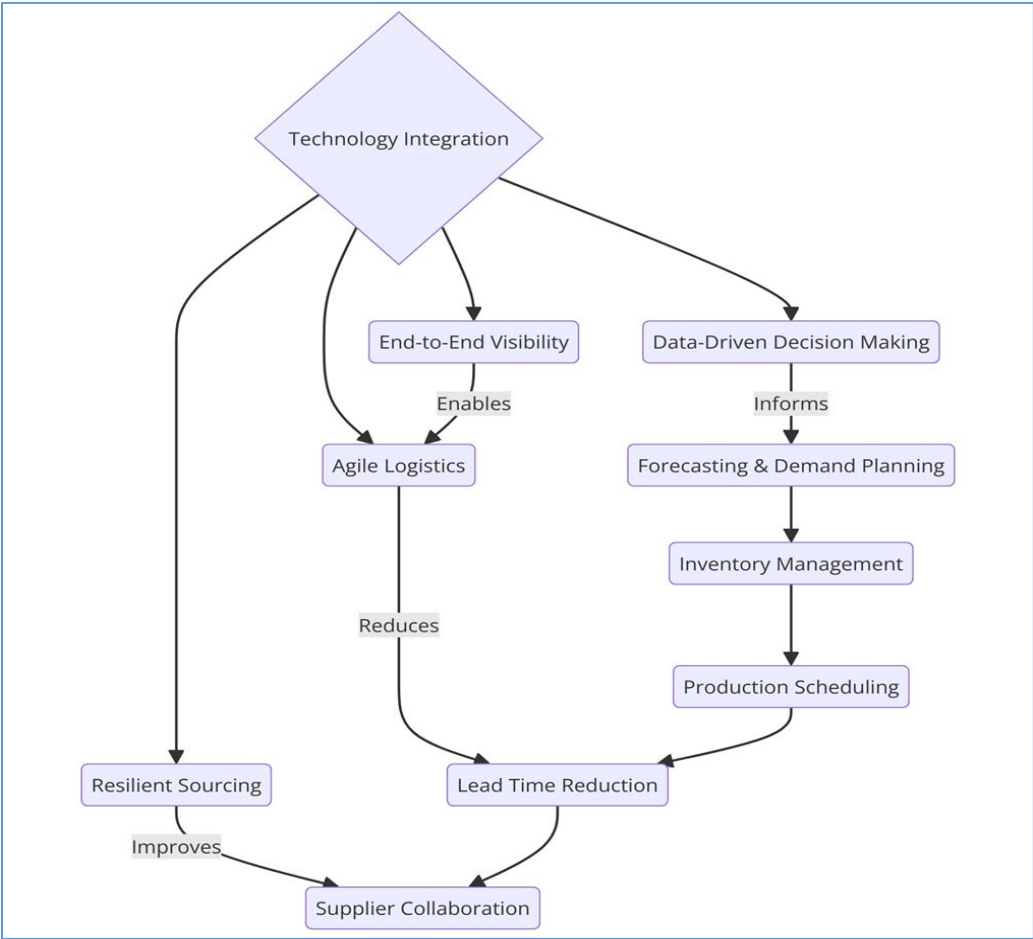 Technology Integration
End-to-End Visibility
Data-Driven Decision Making
Enables
Informs
Agile Logistics
Forecasting & Demand Planning
Inventory Management
Reduces
Production Scheduling
Resilient Sourcing
Lead Time Reduction
Improves
Supplier Collaboration